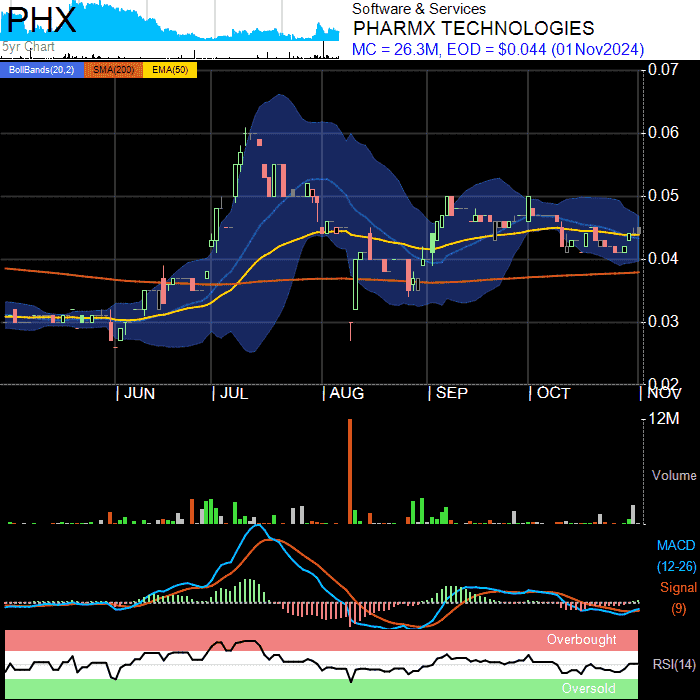 PHX
Software & Services
PHARMX TECHNOLOGIES
5yr Chart
MC = 26.3M, EOD = $0.044 (01Nov2024)
BollBands(20,2) SMA(200) EMA(50)
0.07
0.06
0.05
0.04
0.03
0.02
JUN JUL AUG SEP OCT NOV
12M
Volume
MACD
(12-26)
Signal
(9)
Overbought
RSI(14)
Oversold